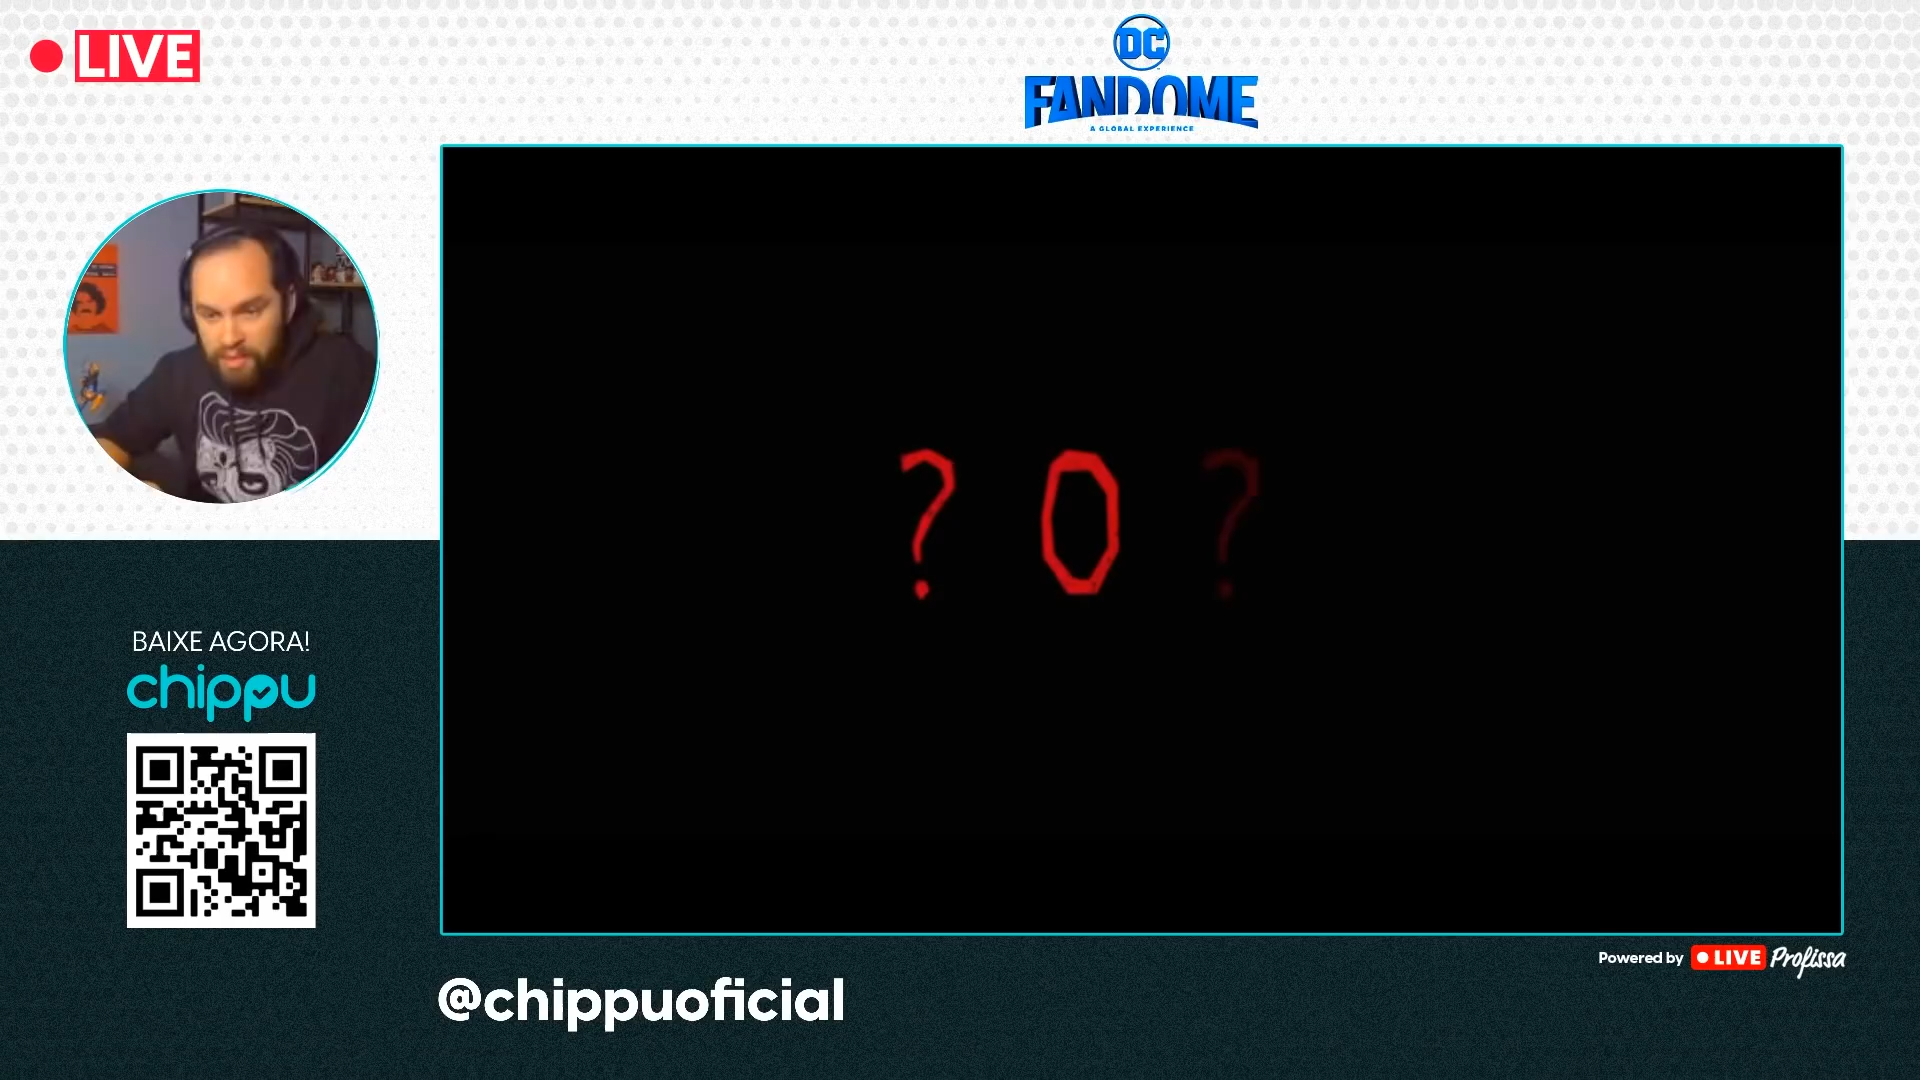 LIVE
DC
FANDOME
A GLOBAL EXPERIENCE
? 0 ?
BAIXE AGORA!
chippu
Powered by LIVE Profissa
@chippuoficial